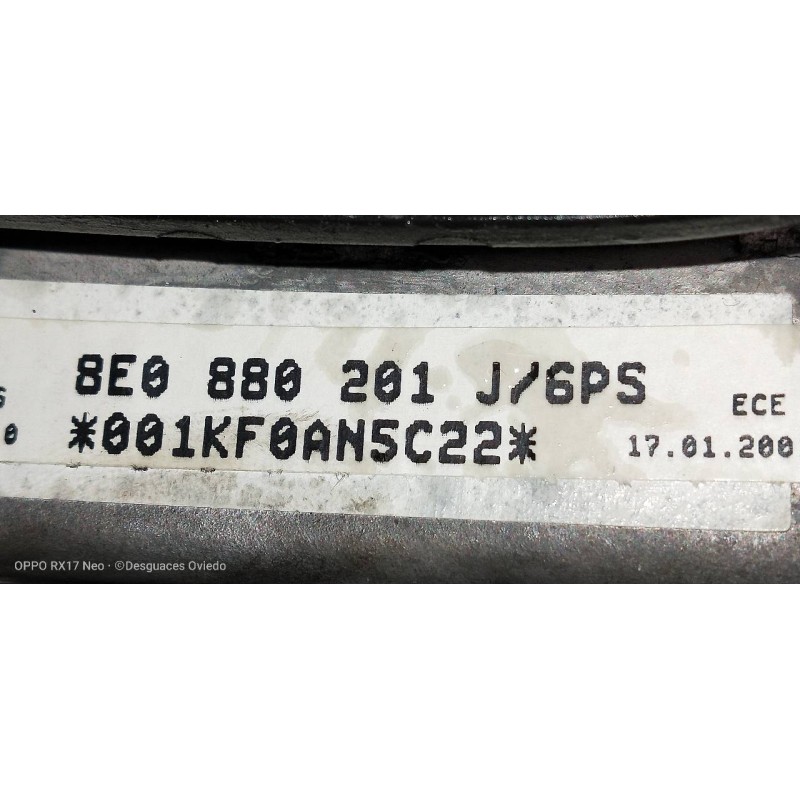 8E0 880 201 J/6PS
ECE
*001KF0AN5C22*
17.01.200
OPPO RX17 Neo · ©Desguaces Oviedo